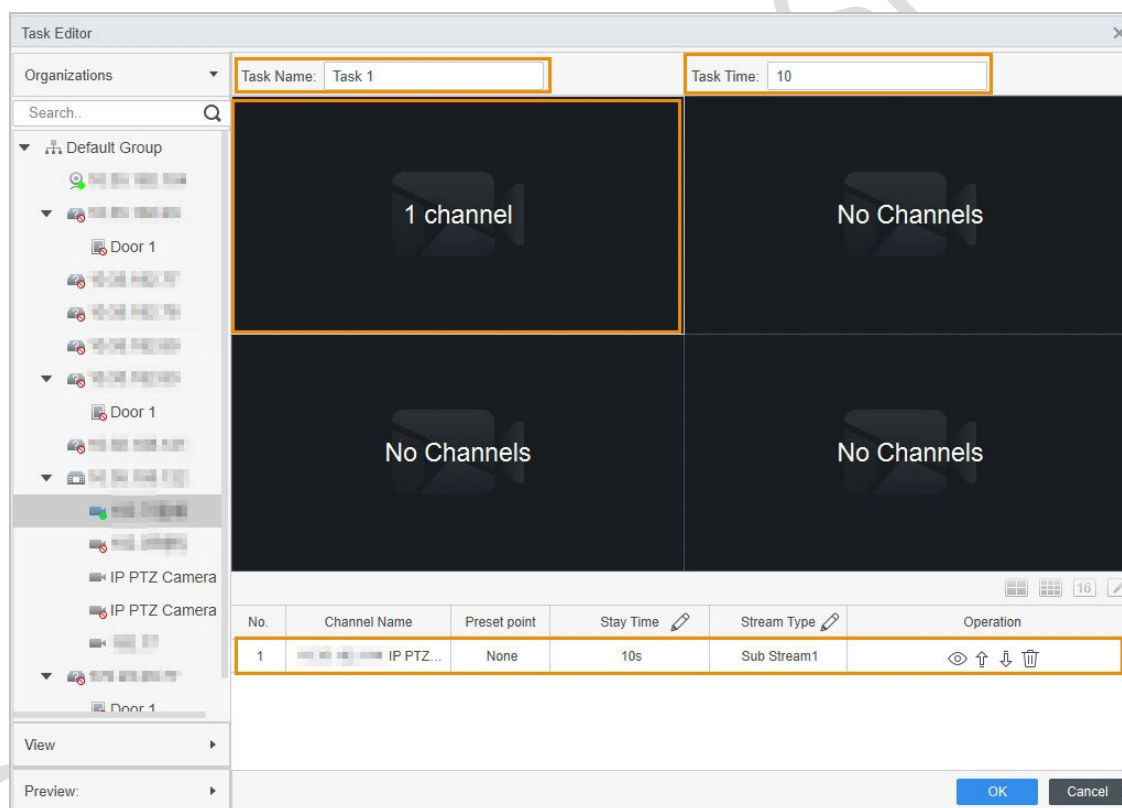 Task Editor
Organizations
Task Name: Task 1
Task Time: 10
Search..
Default Group
Door 1
Door 1
IP PTZ Camera
IP PTZ Camera
Door 1
View
Preview:
1 channel
No Channels
No Channels
No Channels
16
No. Channel Name Preset point Stay Time Stream Type Operation
1 IP PTZ... None 10s Sub Stream1
OK Cancel